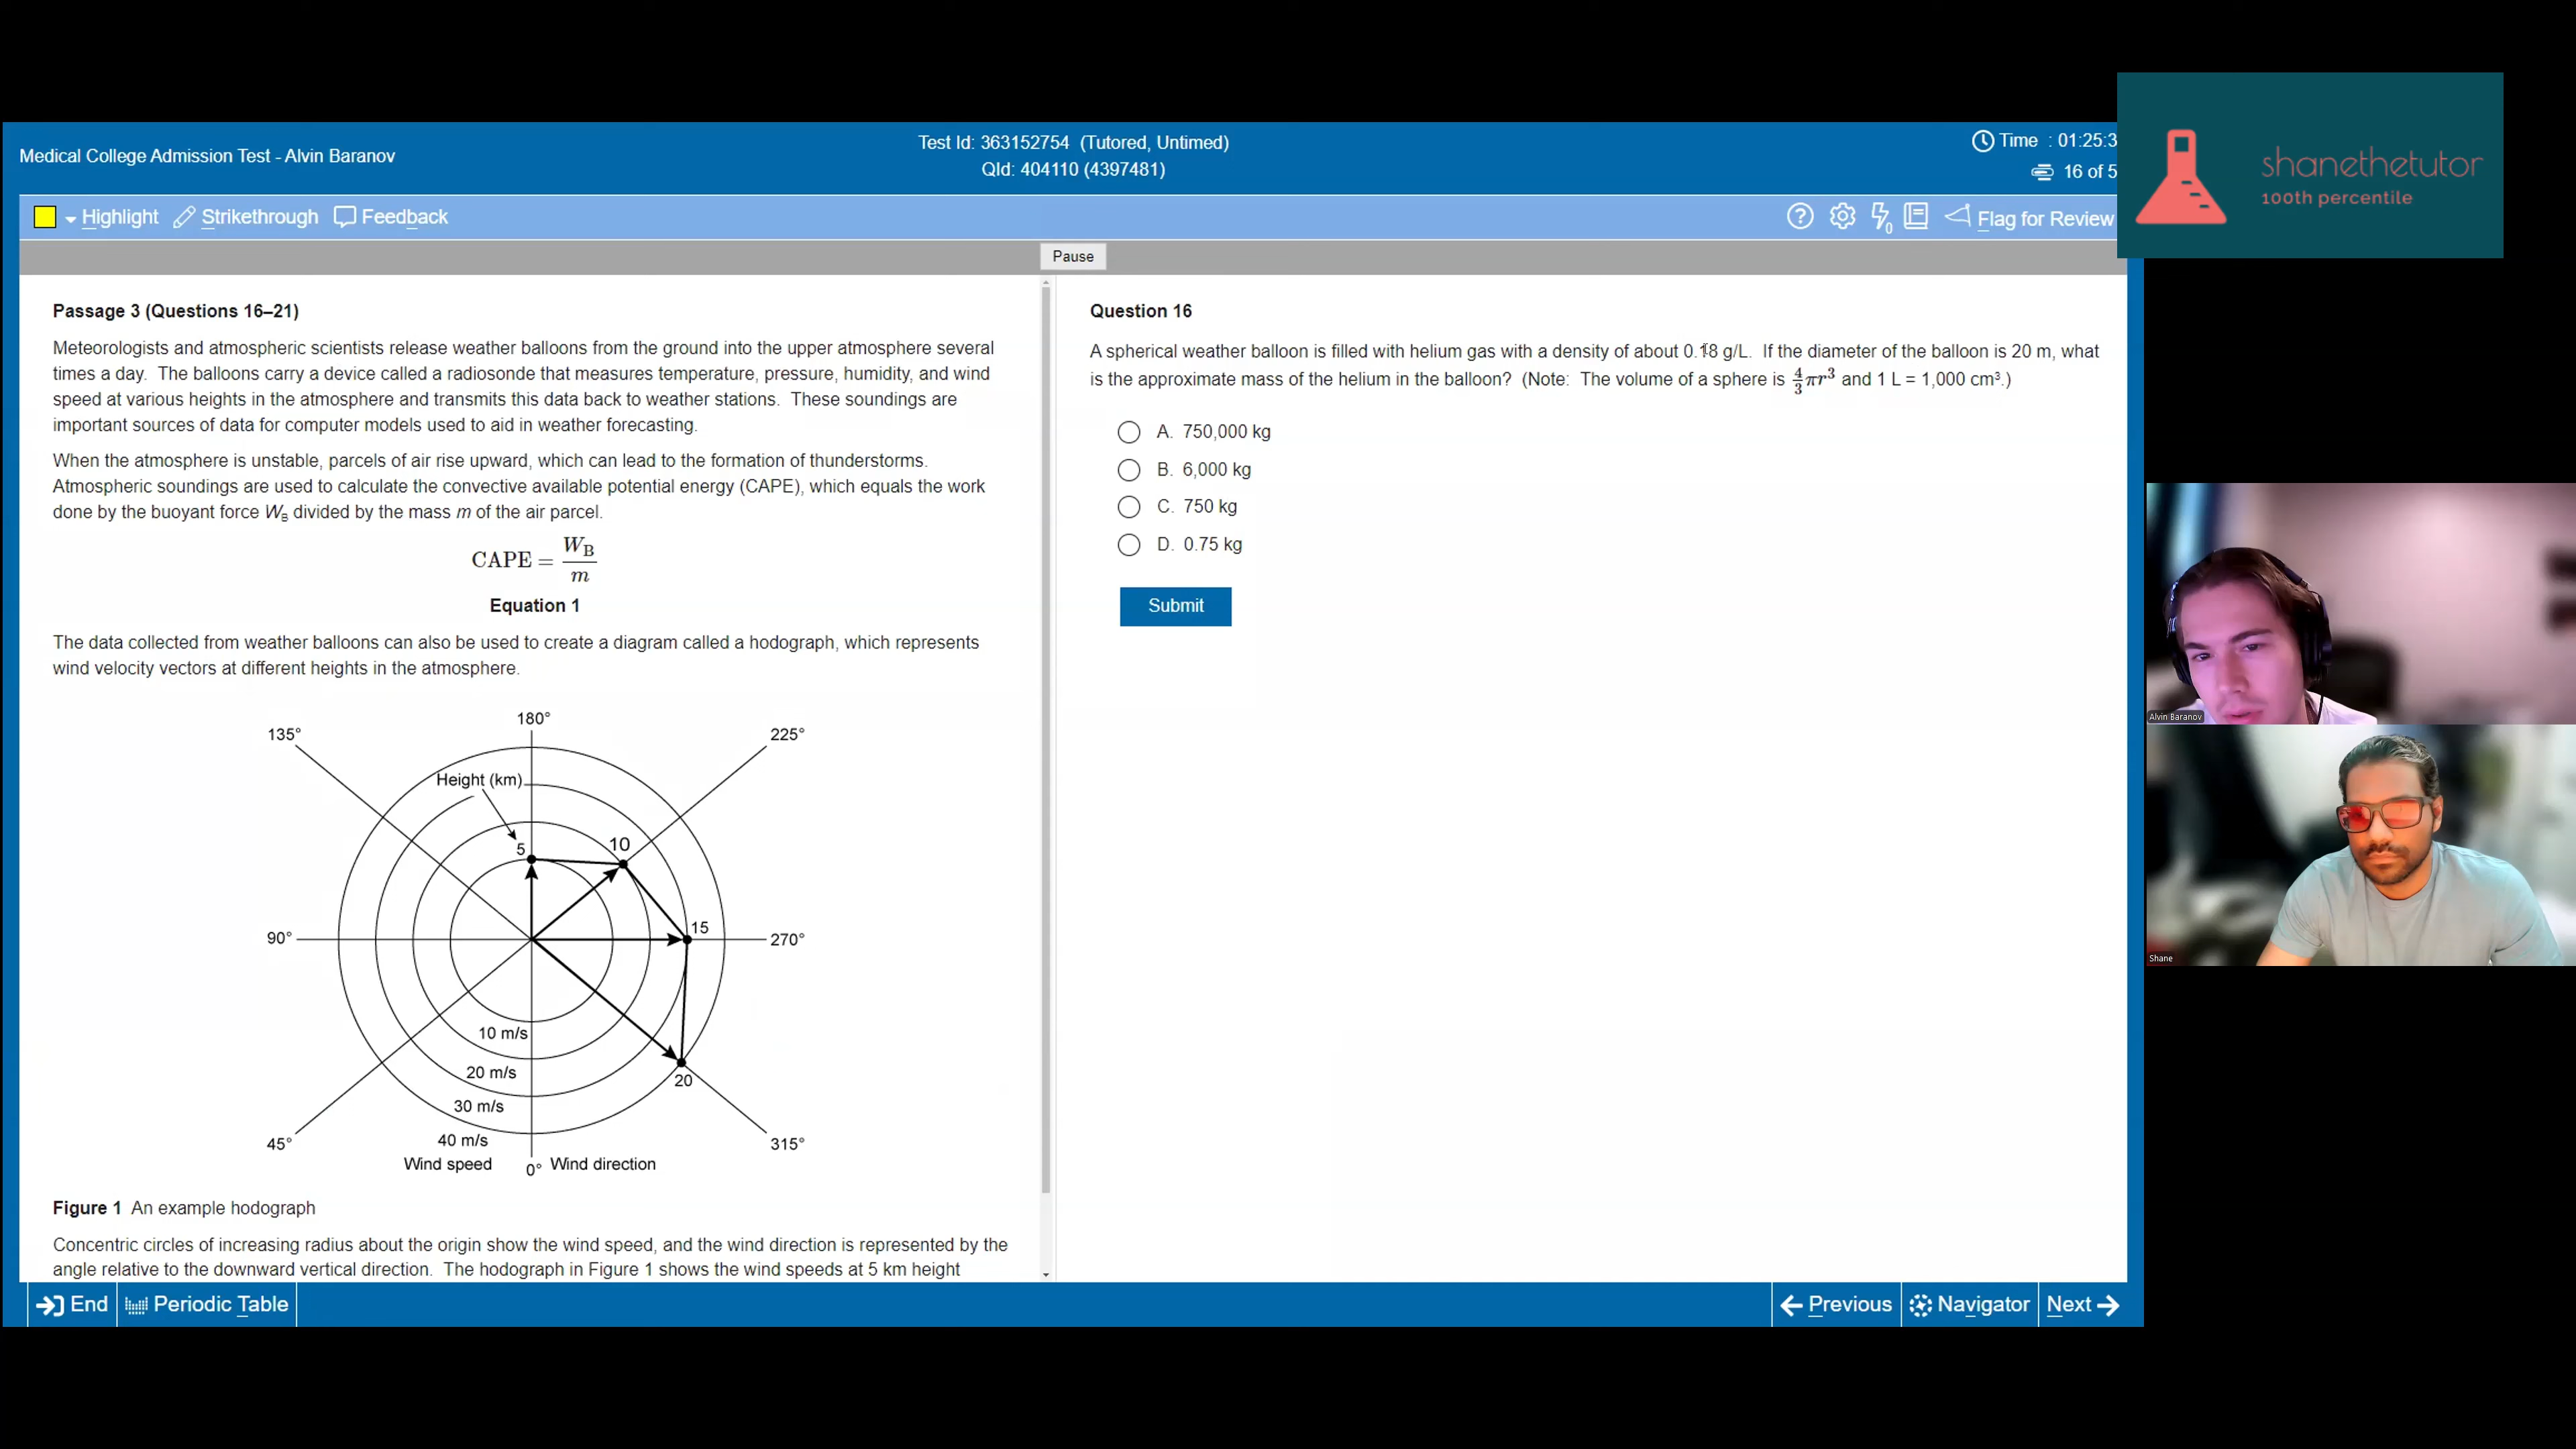 shanethetutor
100th percentile
Medical College Admission Test - Alvin Baranov
Test Id: 363152754 (Tutored, Untimed)
QId: 404110 (4397481)
Time : 01:25:3
16 of 5
Highlight Strikethrough Feedback
0 Flag for Review
Pause
Passage 3 (Questions 16–21)
Meteorologists and atmospheric scientists release weather balloons from the ground into the upper atmosphere several
times a day. The balloons carry a device called a radiosonde that measures temperature, pressure, humidity, and wind
speed at various heights in the atmosphere and transmits this data back to weather stations. These soundings are
important sources of data for computer models used to aid in weather forecasting.
When the atmosphere is unstable, parcels of air rise upward, which can lead to the formation of thunderstorms.
Atmospheric soundings are used to calculate the convective available potential energy (CAPE), which equals the work
done by the buoyant force W_B divided by the mass m of the air parcel.
CAPE = W_B/m
Equation 1
The data collected from weather balloons can also be used to create a diagram called a hodograph, which represents
wind velocity vectors at different heights in the atmosphere.
180°
135°
225°
Height (km)
5
10
15
90°
270°
10 m/s
20 m/s
20
30 m/s
40 m/s
45°
315°
Wind speed
0° Wind direction
Figure 1 An example hodograph
Concentric circles of increasing radius about the origin show the wind speed, and the wind direction is represented by the
angle relative to the downward vertical direction. The hodograph in Figure 1 shows the wind speeds at 5 km height
Question 16
A spherical weather balloon is filled with helium gas with a density of about 0.18 g/L. If the diameter of the balloon is 20 m, what
is the approximate mass of the helium in the balloon? (Note: The volume of a sphere is 4/3πr³ and 1 L = 1,000 cm³.)
A. 750,000 kg
B. 6,000 kg
C. 750 kg
D. 0.75 kg
Submit
Alvin Baranov
Shane
End Periodic Table
Previous Navigator Next